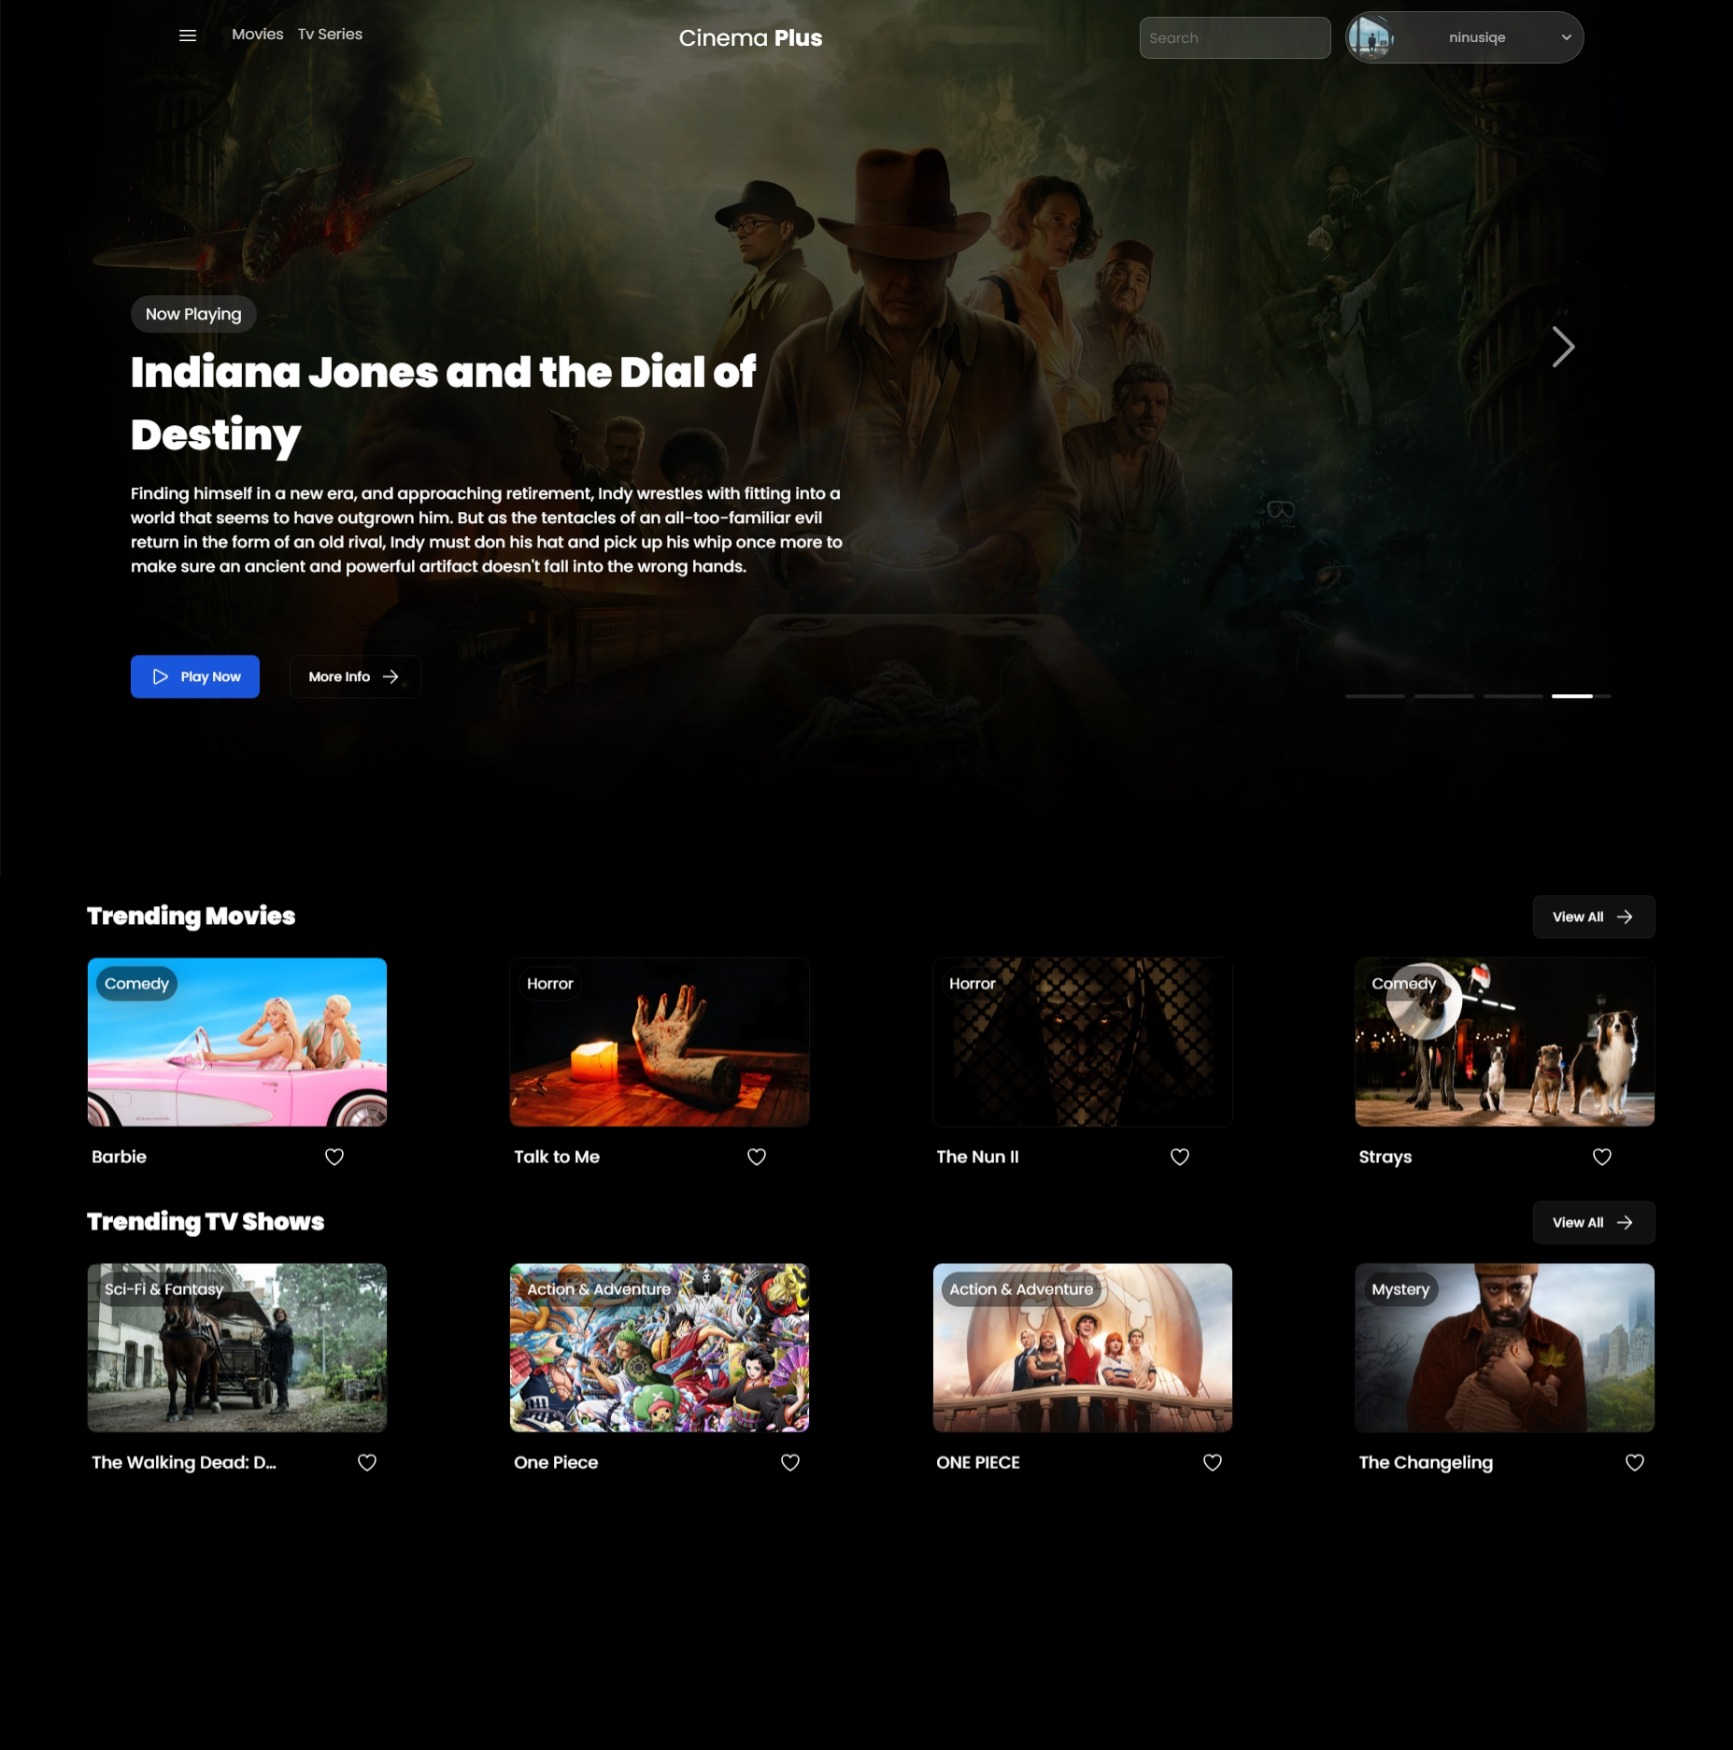 Movies Tv Series Cinema Plus Search ninusiqe
Now Playing
Indiana Jones and the Dial of
Destiny
Finding himself in a new era, and approaching retirement, Indy wrestles with fitting into a
world that seems to have outgrown him. But as the tentacles of an all-too-familiar evil
return in the form of an old rival, Indy must don his hat and pick up his whip once more to
make sure an ancient and powerful artifact doesn't fall into the wrong hands.
Play Now More Info
Trending Movies View All
Comedy Horror Horror Comedy
Barbie Talk to Me The Nun II Strays
Trending TV Shows View All
Sci-Fi & Fantasy Action & Adventure Action & Adventure Mystery
The Walking Dead: D... One Piece ONE PIECE The Changeling